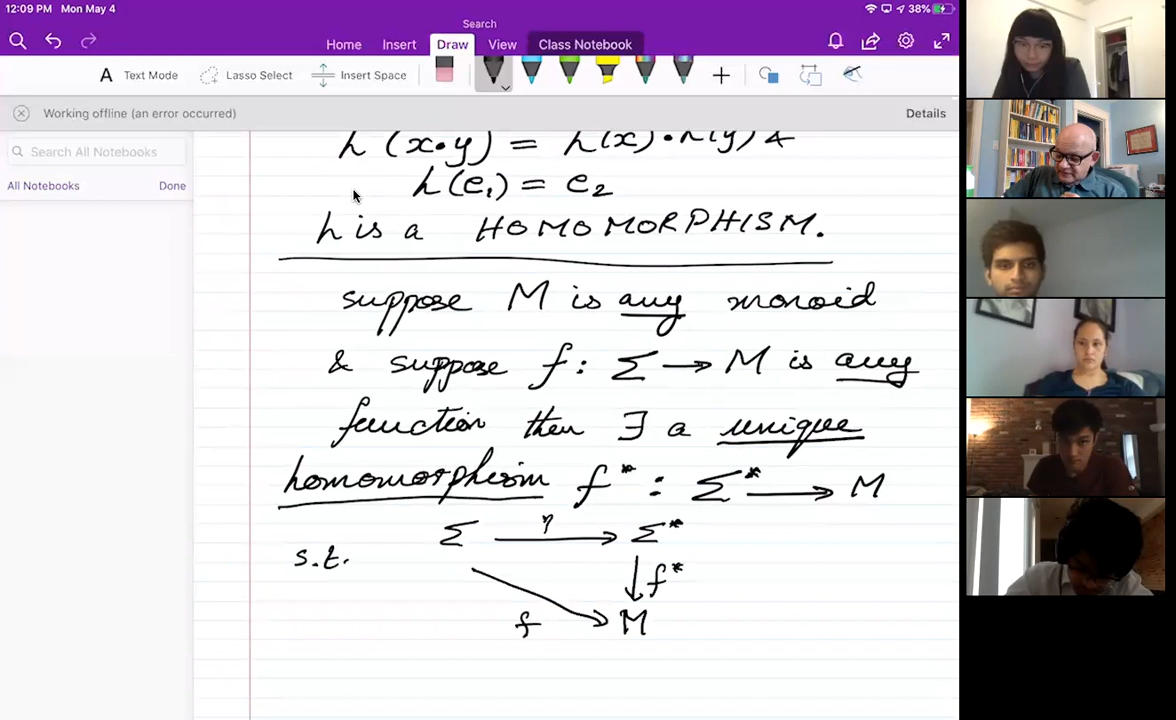 12:09 PM Mon May 4
38%
Search
Home Insert Draw View Class Notebook
Text Mode Lasso Select Insert Space
Working offline (an error occurred) Details
Search All Notebooks
All Notebooks Done
h (x•y) = h(x)•h(y)
h(e₁) = e₂
h is a HOMOMORPHISM.
suppose M is any monoid
& suppose f: Σ → M is any
function then ∃ a unique
homomorphism f* : Σ* → M
Σ η → Σ*
s.t.
↓ f*
f → M